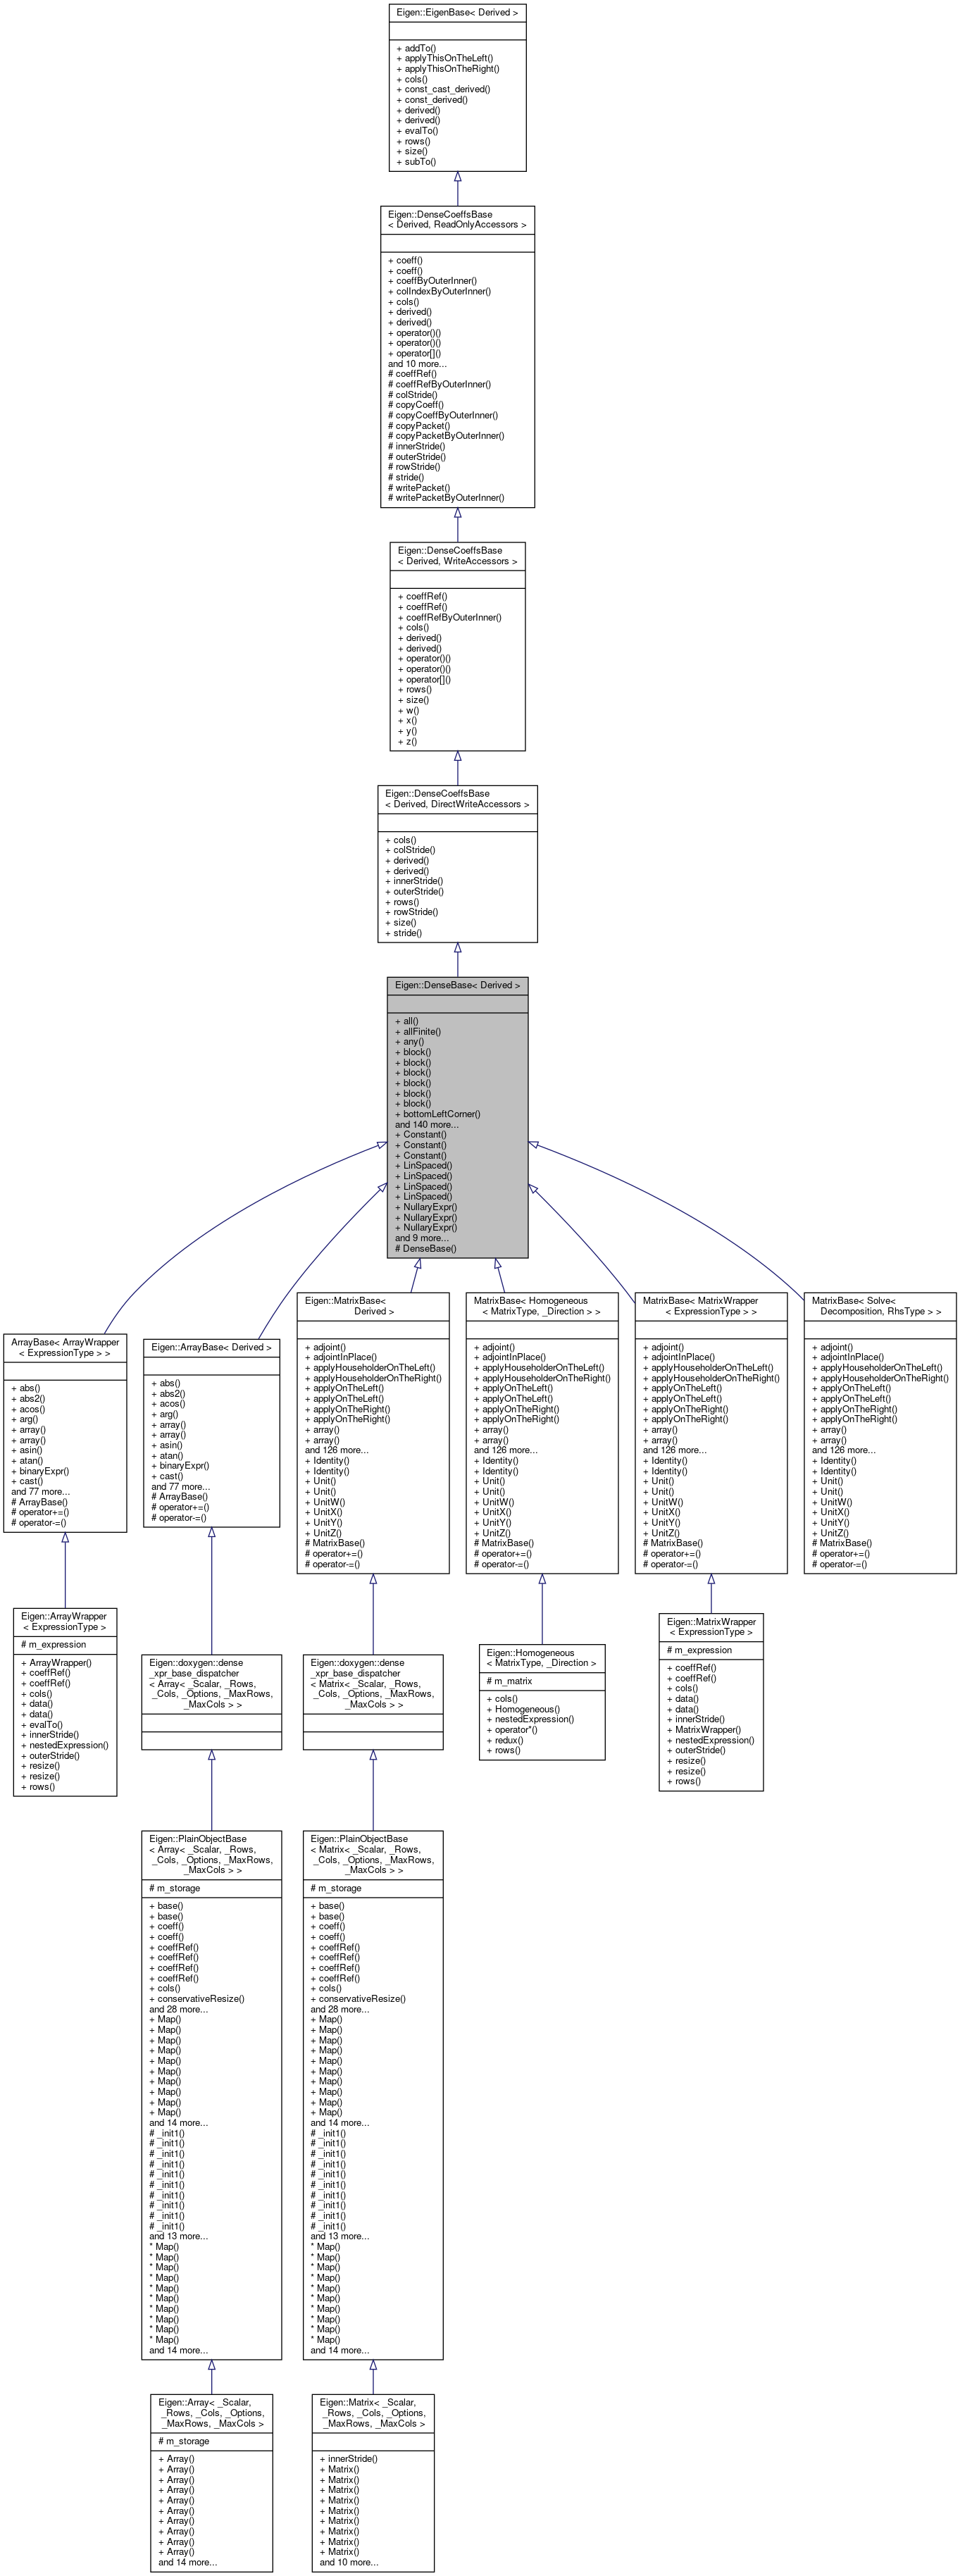 Eigen::EigenBase< Derived >
+ addTo()
+ applyThisOnTheLeft()
+ applyThisOnTheRight()
+ cols()
+ const_cast_derived()
+ const_derived()
+ derived()
+ derived()
+ evalTo()
+ rows()
+ size()
+ subTo()
Eigen::DenseCoeffsBase
< Derived, ReadOnlyAccessors >
+ coeff()
+ coeff()
+ coeffByOuterInner()
+ colIndexByOuterInner()
+ cols()
+ derived()
+ derived()
+ operator()()
+ operator()()
+ operator[]()
and 10 more...
# coeffRef()
# coeffRefByOuterInner()
# colStride()
# copyCoeff()
# copyCoeffByOuterInner()
# copyPacket()
# copyPacketByOuterInner()
# innerStride()
# outerStride()
# rowStride()
# stride()
# writePacket()
# writePacketByOuterInner()
Eigen::DenseCoeffsBase
< Derived, WriteAccessors >
+ coeffRef()
+ coeffRef()
+ coeffRefByOuterInner()
+ cols()
+ derived()
+ derived()
+ operator()()
+ operator()()
+ operator[]()
+ rows()
+ size()
+ w()
+ x()
+ y()
+ z()
Eigen::DenseCoeffsBase
< Derived, DirectWriteAccessors >
+ cols()
+ colStride()
+ derived()
+ derived()
+ innerStride()
+ outerStride()
+ rows()
+ rowStride()
+ size()
+ stride()
Eigen::DenseBase< Derived >
+ all()
+ allFinite()
+ any()
+ block()
+ block()
+ block()
+ block()
+ block()
+ block()
+ bottomLeftCorner()
and 140 more...
+ Constant()
+ Constant()
+ Constant()
+ LinSpaced()
+ LinSpaced()
+ LinSpaced()
+ LinSpaced()
+ NullaryExpr()
+ NullaryExpr()
+ NullaryExpr()
and 9 more...
# DenseBase()
ArrayBase< ArrayWrapper
< ExpressionType > >
+ abs()
+ abs2()
+ acos()
+ arg()
+ array()
+ array()
+ asin()
+ atan()
+ binaryExpr()
+ cast()
and 77 more...
# ArrayBase()
# operator+=()
# operator-=()
Eigen::ArrayBase< Derived >
+ abs()
+ abs2()
+ acos()
+ arg()
+ array()
+ array()
+ asin()
+ atan()
+ binaryExpr()
+ cast()
and 77 more...
# ArrayBase()
# operator+=()
# operator-=()
Eigen::MatrixBase<
Derived >
+ adjoint()
+ adjointInPlace()
+ applyHouseholderOnTheLeft()
+ applyHouseholderOnTheRight()
+ applyOnTheLeft()
+ applyOnTheLeft()
+ applyOnTheRight()
+ applyOnTheRight()
+ array()
+ array()
and 126 more...
+ Identity()
+ Identity()
+ Unit()
+ Unit()
+ UnitW()
+ UnitX()
+ UnitY()
+ UnitZ()
# MatrixBase()
# operator+=()
# operator-=()
MatrixBase< Homogeneous
< MatrixType, _Direction > >
+ adjoint()
+ adjointInPlace()
+ applyHouseholderOnTheLeft()
+ applyHouseholderOnTheRight()
+ applyOnTheLeft()
+ applyOnTheLeft()
+ applyOnTheRight()
+ applyOnTheRight()
+ array()
+ array()
and 126 more...
+ Identity()
+ Identity()
+ Unit()
+ Unit()
+ UnitW()
+ UnitX()
+ UnitY()
+ UnitZ()
# MatrixBase()
# operator+=()
# operator-=()
MatrixBase< MatrixWrapper
< ExpressionType > >
+ adjoint()
+ adjointInPlace()
+ applyHouseholderOnTheLeft()
+ applyHouseholderOnTheRight()
+ applyOnTheLeft()
+ applyOnTheLeft()
+ applyOnTheRight()
+ applyOnTheRight()
+ array()
+ array()
and 126 more...
+ Identity()
+ Identity()
+ Unit()
+ Unit()
+ UnitW()
+ UnitX()
+ UnitY()
+ UnitZ()
# MatrixBase()
# operator+=()
# operator-=()
MatrixBase< Solve<
Decomposition, RhsType > >
+ adjoint()
+ adjointInPlace()
+ applyHouseholderOnTheLeft()
+ applyHouseholderOnTheRight()
+ applyOnTheLeft()
+ applyOnTheLeft()
+ applyOnTheRight()
+ applyOnTheRight()
+ array()
+ array()
and 126 more...
+ Identity()
+ Identity()
+ Unit()
+ Unit()
+ UnitW()
+ UnitX()
+ UnitY()
+ UnitZ()
# MatrixBase()
# operator+=()
# operator-=()
Eigen::ArrayWrapper
< ExpressionType >
# m_expression
+ ArrayWrapper()
+ coeffRef()
+ coeffRef()
+ cols()
+ data()
+ data()
+ evalTo()
+ innerStride()
+ nestedExpression()
+ outerStride()
+ resize()
+ resize()
+ rows()
Eigen::doxygen::dense
_xpr_base_dispatcher
< Array< _Scalar, _Rows,
_Cols, _Options, _MaxRows,
_MaxCols > >
Eigen::doxygen::dense
_xpr_base_dispatcher
< Matrix< _Scalar, _Rows,
_Cols, _Options, _MaxRows,
_MaxCols > >
Eigen::Homogeneous
< MatrixType, _Direction >
# m_matrix
+ cols()
+ Homogeneous()
+ nestedExpression()
+ operator*()
+ redux()
+ rows()
Eigen::MatrixWrapper
< ExpressionType >
# m_expression
+ coeffRef()
+ coeffRef()
+ cols()
+ data()
+ data()
+ innerStride()
+ MatrixWrapper()
+ nestedExpression()
+ outerStride()
+ resize()
+ resize()
+ rows()
Eigen::PlainObjectBase
< Array< _Scalar, _Rows,
_Cols, _Options, _MaxRows,
_MaxCols > >
# m_storage
+ base()
+ base()
+ coeff()
+ coeff()
+ coeffRef()
+ coeffRef()
+ coeffRef()
+ coeffRef()
+ cols()
+ conservativeResize()
and 28 more...
+ Map()
+ Map()
+ Map()
+ Map()
+ Map()
+ Map()
+ Map()
+ Map()
+ Map()
+ Map()
and 14 more...
# _init1()
# _init1()
# _init1()
# _init1()
# _init1()
# _init1()
# _init1()
# _init1()
# _init1()
# _init1()
and 13 more...
* Map()
* Map()
* Map()
* Map()
* Map()
* Map()
* Map()
* Map()
* Map()
* Map()
and 14 more...
Eigen::PlainObjectBase
< Matrix< _Scalar, _Rows,
_Cols, _Options, _MaxRows,
_MaxCols > >
# m_storage
+ base()
+ base()
+ coeff()
+ coeff()
+ coeffRef()
+ coeffRef()
+ coeffRef()
+ coeffRef()
+ cols()
+ conservativeResize()
and 28 more...
+ Map()
+ Map()
+ Map()
+ Map()
+ Map()
+ Map()
+ Map()
+ Map()
+ Map()
+ Map()
and 14 more...
# _init1()
# _init1()
# _init1()
# _init1()
# _init1()
# _init1()
# _init1()
# _init1()
# _init1()
# _init1()
and 13 more...
* Map()
* Map()
* Map()
* Map()
* Map()
* Map()
* Map()
* Map()
* Map()
* Map()
and 14 more...
Eigen::Array< _Scalar,
_Rows, _Cols, _Options,
_MaxRows, _MaxCols >
# m_storage
+ Array()
+ Array()
+ Array()
+ Array()
+ Array()
+ Array()
+ Array()
+ Array()
+ Array()
+ Array()
and 14 more...
Eigen::Matrix< _Scalar,
_Rows, _Cols, _Options,
_MaxRows, _MaxCols >
+ innerStride()
+ Matrix()
+ Matrix()
+ Matrix()
+ Matrix()
+ Matrix()
+ Matrix()
+ Matrix()
+ Matrix()
+ Matrix()
and 10 more...